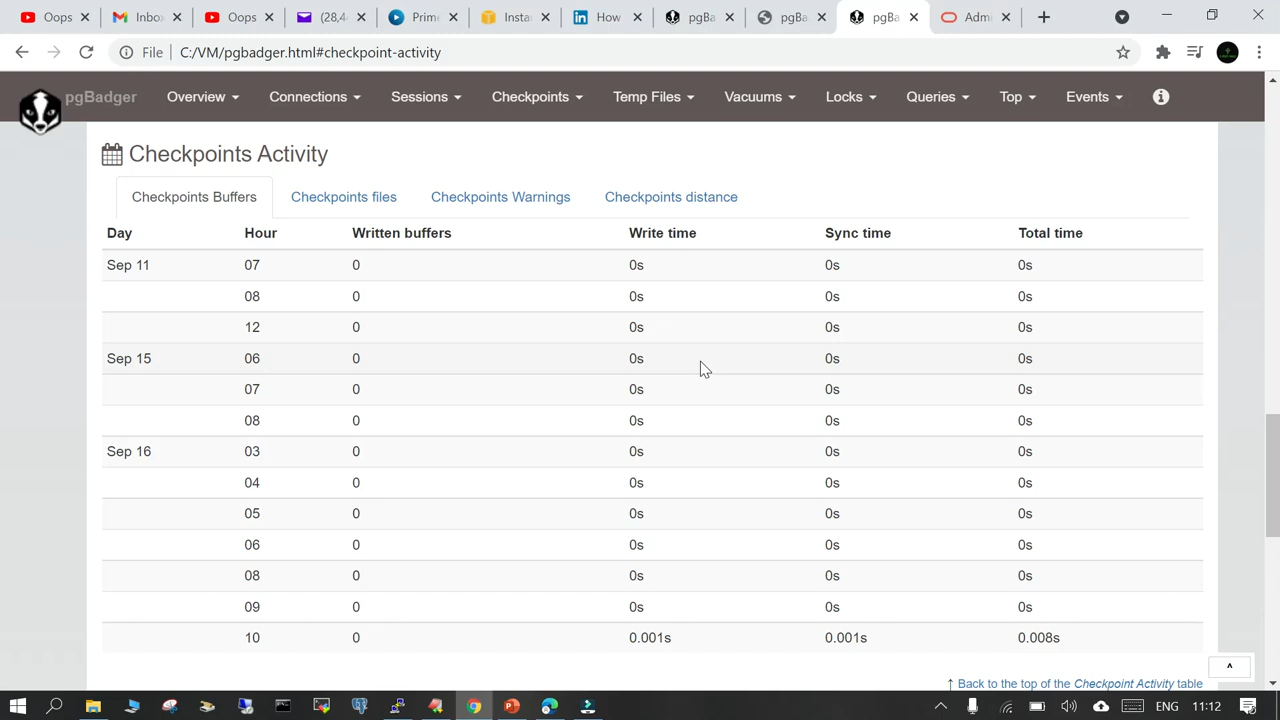 Oops
Inbox
Oops
(28,4
Prime
Insta
How
pgBa
pgBa
pgBa
Adm
File
C:/VM/pgbadger.html#checkpoint-activity
pgBadger
Overview
Connections
Sessions
Checkpoints
Temp Files
Vacuums
Locks
Queries
Top
Events
Checkpoints Activity
Checkpoints Buffers
Checkpoints files
Checkpoints Warnings
Checkpoints distance
Day Hour Written buffers Write time Sync time Total time
Sep 11 07 0 0s 0s 0s
08 0 0s 0s 0s
12 0 0s 0s 0s
Sep 15 06 0 0s 0s 0s
07 0 0s 0s 0s
08 0 0s 0s 0s
Sep 16 03 0 0s 0s 0s
04 0 0s 0s 0s
05 0 0s 0s 0s
06 0 0s 0s 0s
08 0 0s 0s 0s
09 0 0s 0s 0s
10 0 0.001s 0.001s 0.008s
^
↑ Back to the top of the Checkpoint Activity table
ENG
11:12